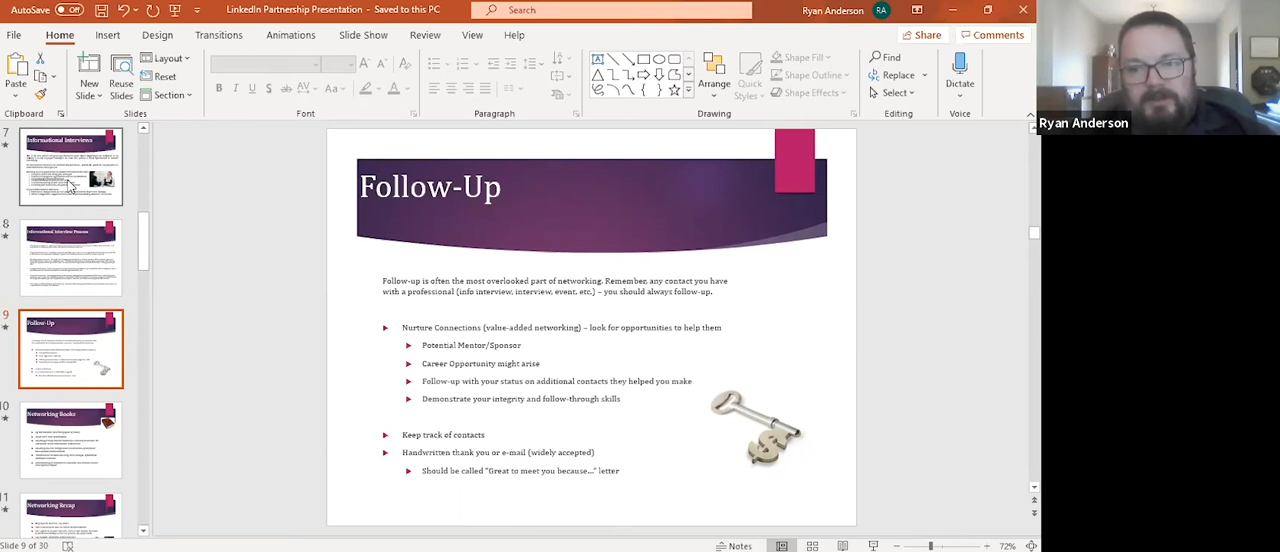 AutoSave Off
LinkedIn Partnership Presentation - Saved to this PC
Search
Ryan Anderson RA
File Home Insert Design Transitions Animations Slide Show Review View Help Share Comments
Paste
New Slide
Reuse Slides
Layout
Reset
Section
Arrange
Quick Styles
Shape Fill
Shape Outline
Shape Effects
Find
Replace
Select
Dictate
Clipboard Slides Font Paragraph Drawing Editing Voice
Ryan Anderson
7
Informational Interviews
8
Informational Interview Process
9
Follow-Up
10
Networking Books
11
Networking Recap
Follow-Up
Follow-up is often the most overlooked part of networking. Remember, any contact you have
with a professional (info interview, interview, event, etc.) – you should always follow-up.
Nurture Connections (value-added networking) – look for opportunities to help them
Potential Mentor/Sponsor
Career Opportunity might arise
Follow-up with your status on additional contacts they helped you make
Demonstrate your integrity and follow-through skills
Keep track of contacts
Handwritten thank you or e-mail (widely accepted)
Should be called "Great to meet you because..." letter
Slide 9 of 30
Notes
72%